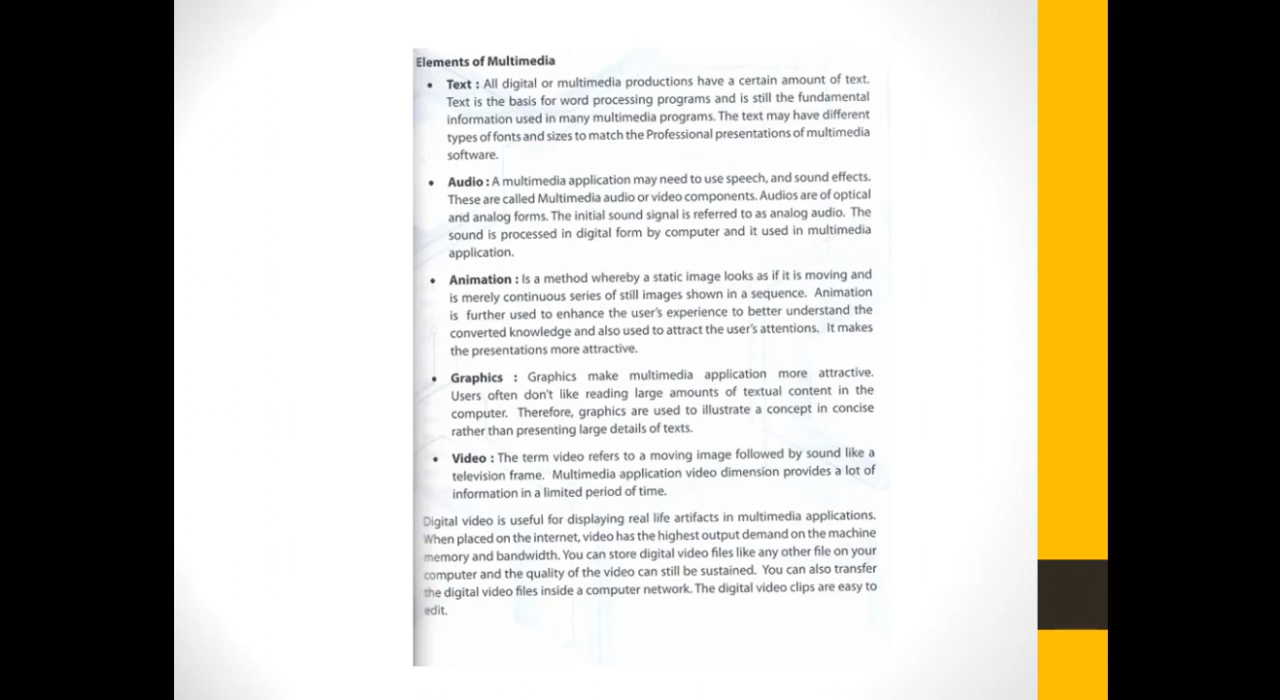 Elements of Multimedia
• Text : All digital or multimedia productions have a certain amount of text.
Text is the basis for word processing programs and is still the fundamental
information used in many multimedia programs. The text may have different
types of fonts and sizes to match the Professional presentations of multimedia
software.
• Audio : A multimedia application may need to use speech, and sound effects.
These are called Multimedia audio or video components. Audios are of optical
and analog forms. The initial sound signal is referred to as analog audio. The
sound is processed in digital form by computer and it used in multimedia
application.
• Animation : Is a method whereby a static image looks as if it is moving and
is merely continuous series of still images shown in a sequence. Animation
is further used to enhance the user's experience to better understand the
converted knowledge and also used to attract the user's attentions. It makes
the presentations more attractive.
• Graphics : Graphics make multimedia application more attractive.
Users often don't like reading large amounts of textual content in the
computer. Therefore, graphics are used to illustrate a concept in concise
rather than presenting large details of texts.
• Video : The term video refers to a moving image followed by sound like a
television frame. Multimedia application video dimension provides a lot of
information in a limited period of time.
Digital video is useful for displaying real life artifacts in multimedia applications.
When placed on the internet, video has the highest output demand on the machine
memory and bandwidth. You can store digital video files like any other file on your
computer and the quality of the video can still be sustained. You can also transfer
the digital video files inside a computer network. The digital video clips are easy to
edit.